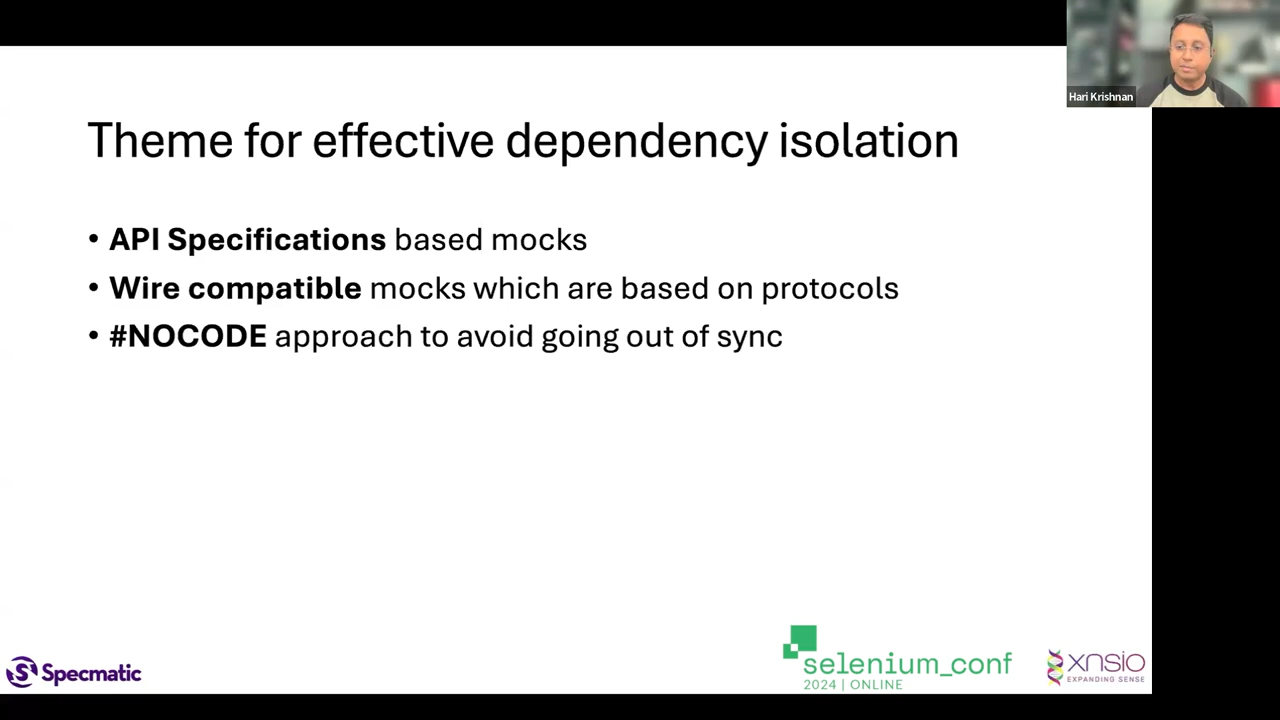 Hari Krishnan
Theme for effective dependency isolation
• API Specifications based mocks
• Wire compatible mocks which are based on protocols
• #NOCODE approach to avoid going out of sync
Specmatic
selenium_conf
2024 | ONLINE
xnsio
EXPANDING SENSE